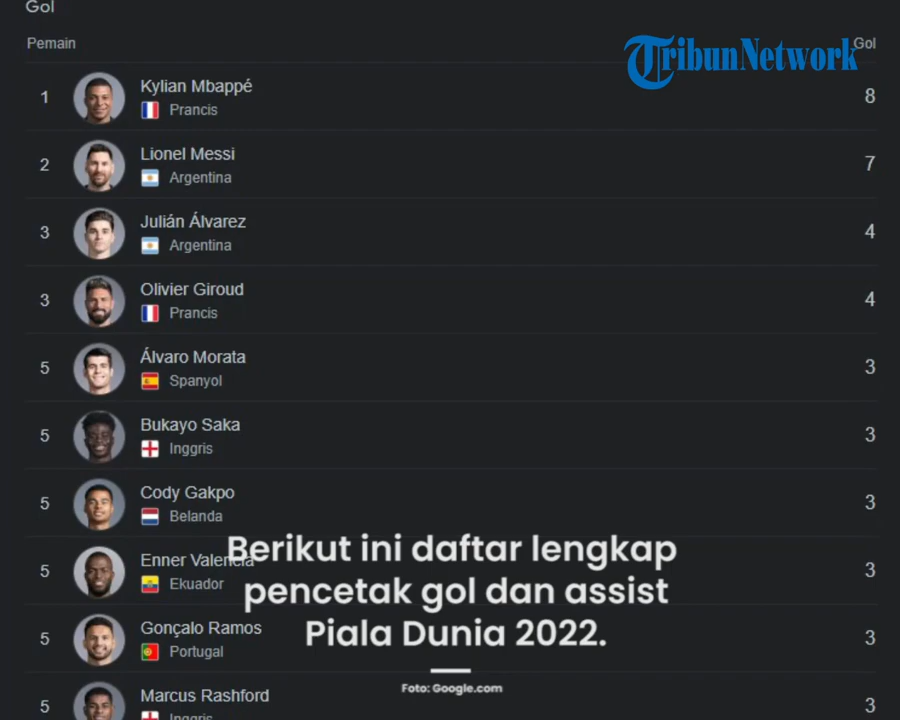 Gol
Pemain
Gol
TribunNetwork
1
Kylian Mbappé
Prancis
8
2
Lionel Messi
Argentina
7
3
Julián Álvarez
Argentina
4
3
Olivier Giroud
Prancis
4
5
Álvaro Morata
Spanyol
3
5
Bukayo Saka
Inggris
3
5
Cody Gakpo
Belanda
3
5
Enner Valencia
Ekuador
3
5
Gonçalo Ramos
Portugal
3
5
Marcus Rashford
Inggris
3
Berikut ini daftar lengkap
pencetak gol dan assist
Piala Dunia 2022.
Foto: Google.com